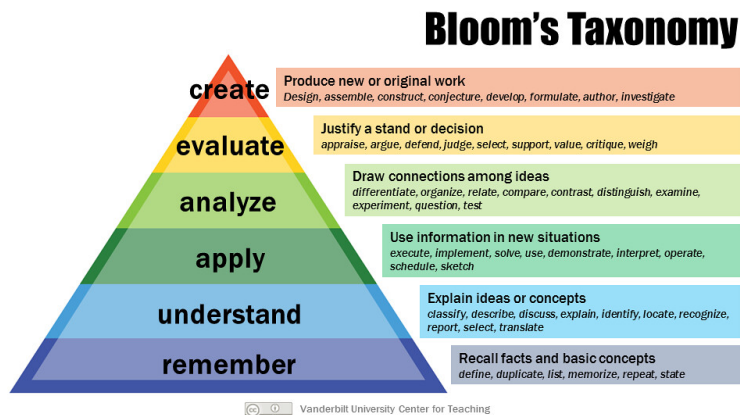 Bloom's Taxonomy
create
Produce new or original work
Design, assemble, construct, conjecture, develop, formulate, author, investigate
evaluate
Justify a stand or decision
appraise, argue, defend, judge, select, support, value, critique, weigh
analyze
Draw connections among ideas
differentiate, organize, relate, compare, contrast, distinguish, examine,
experiment, question, test
apply
Use information in new situations
execute, implement, solve, use, demonstrate, interpret, operate,
schedule, sketch
understand
Explain ideas or concepts
classify, describe, discuss, explain, identify, locate, recognize,
report, select, translate
remember
Recall facts and basic concepts
define, duplicate, list, memorize, repeat, state
cc Vanderbilt University Center for Teaching